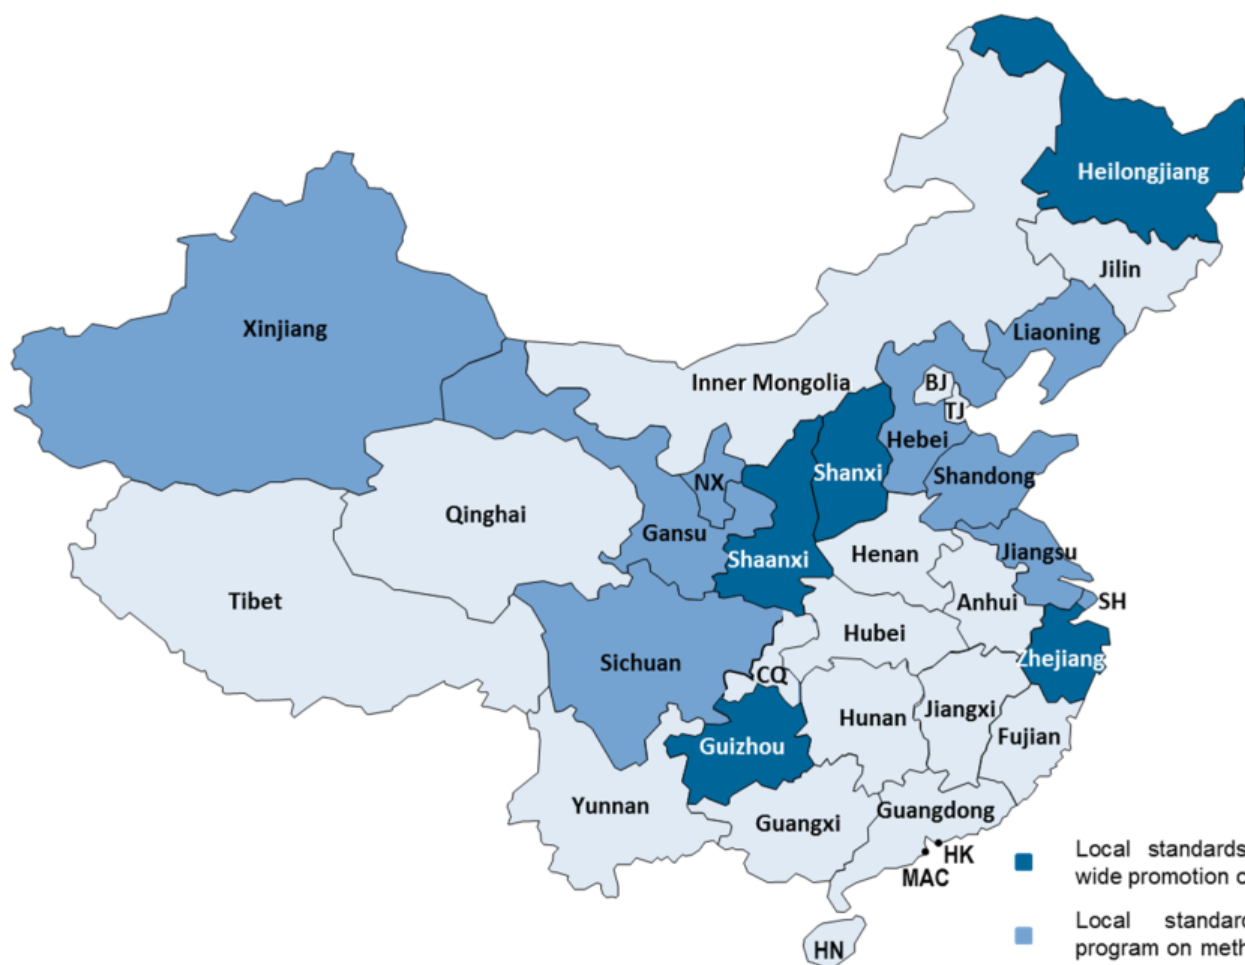 Heilongjiang
Jilin
Xinjiang
Liaoning
Inner Mongolia
BJ
TJ
Hebei
Shanxi
Shandong
NX
Qinghai
Gansu
Jiangsu
Henan
Shaanxi
Tibet
Anhui
SH
Hubei
Sichuan
Zhejiang
CQ
Hunan
Jiangxi
Guizhou
Fujian
Yunnan
Guangdong
Guangxi
HK
MAC
HN
Local standards
wide promotion
Local
program on